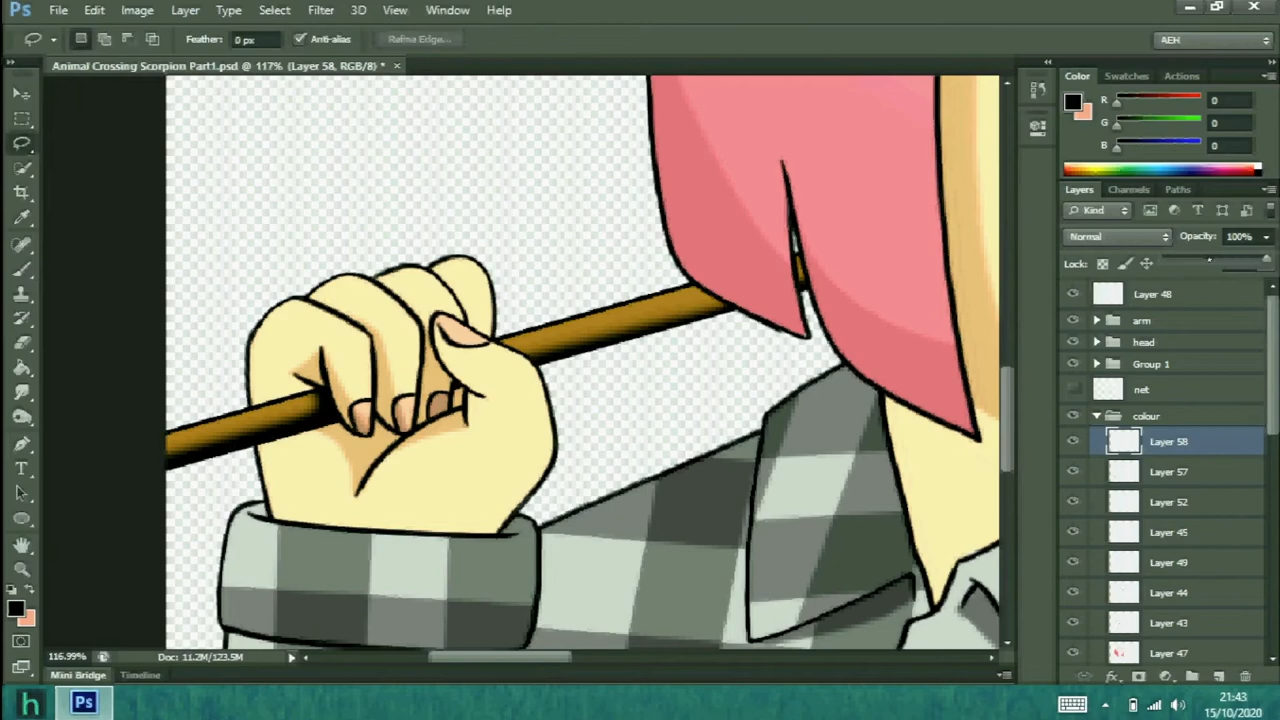 Ps File Edit Image Layer Type Select Filter 3D View Window Help
Feather: 0 px Anti-alias Refine Edge... AEH
Animal Crossing Scorpion Part1.psd @ 117% (Layer 58, RGB/8) * ×
Color Swatches Actions
R 0
G 0
B 0
Layers Channels Paths
Kind
Normal Opacity: 100%
Lock:
Layer 48
arm
head
Group 1
net
colour
Layer 58
Layer 57
Layer 52
Layer 45
Layer 49
Layer 44
Layer 43
Layer 47
116.99% Doc: 11.2M/123.5M
Mini Bridge Timeline
h Ps 21:43
15/10/2020